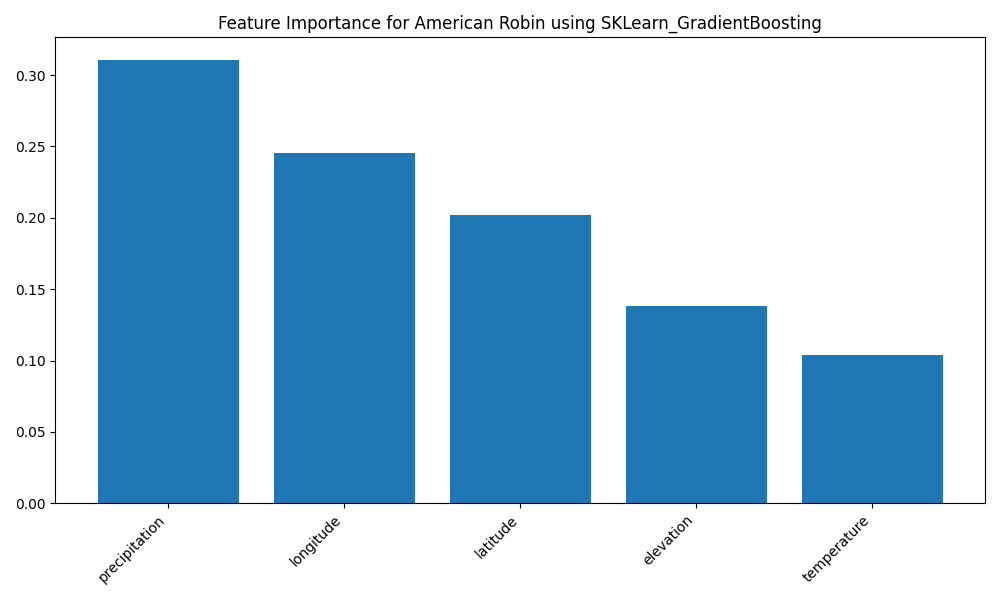 Feature Importance for American Robin using SKLearn_GradientBoosting
0.30
0.25
0.20
0.15
0.10
0.05
0.00
precipitation
longitude
latitude
elevation
temperature